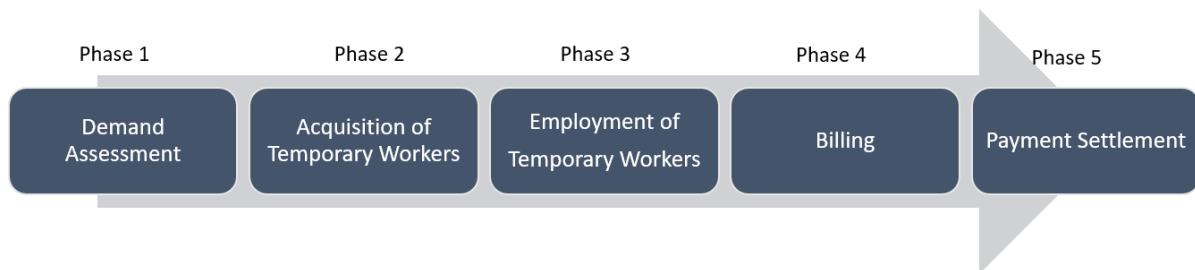 Phase 1
Phase 2
Phase 3
Phase 4
Phase 5
Demand
Assessment
Acquisition of
Temporary Workers
Employment of
Temporary Workers
Billing
Payment Settlement